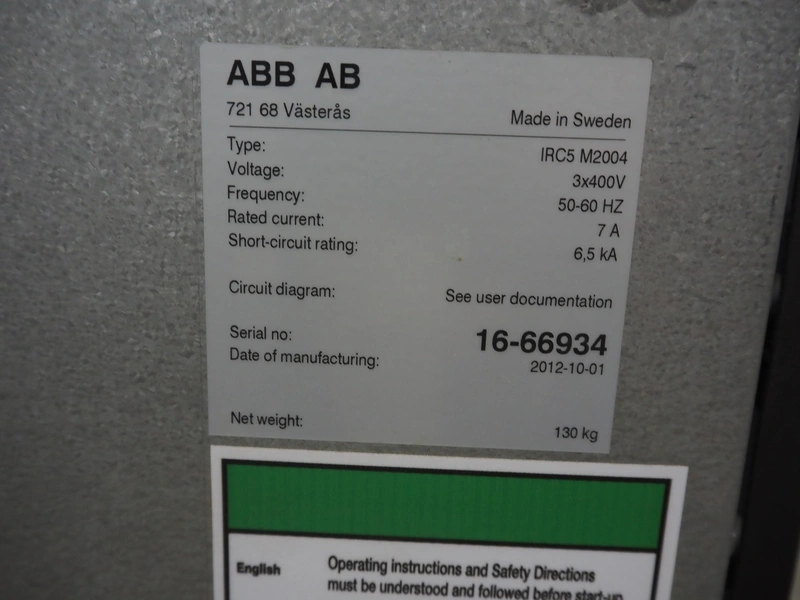 ABB AB
721 68 Västerås Made in Sweden
Type: IRC5 M2004
Voltage: 3x400V
Frequency: 50-60 HZ
Rated current: 7 A
Short-circuit rating: 6,5 kA
Circuit diagram: See user documentation
Serial no: 16-66934
Date of manufacturing: 2012-10-01
Net weight: 130 kg
English Operating instructions and Safety Directions
must be understood and followed before start-up